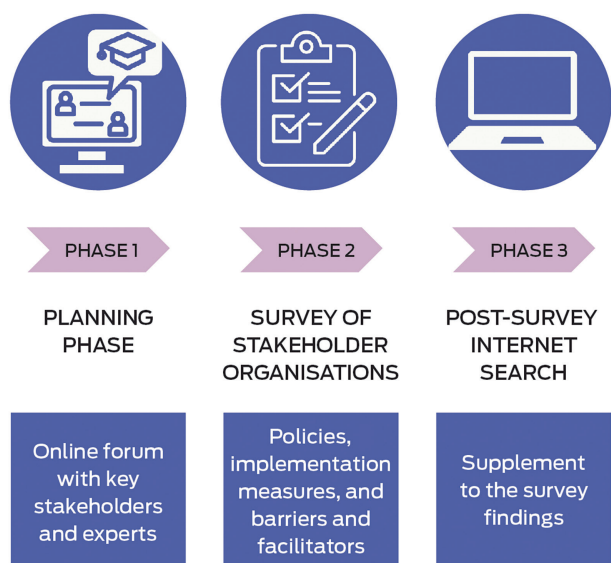 PHASE 1
PHASE 2
PHASE 3
PLANNING
PHASE
SURVEY OF
STAKEHOLDER
ORGANISATIONS
POST-SURVEY
INTERNET
SEARCH
Online forum
with key
stakeholders
and experts
Policies,
implementation
measures, and
barriers and
facilitators
Supplement
to the survey
findings